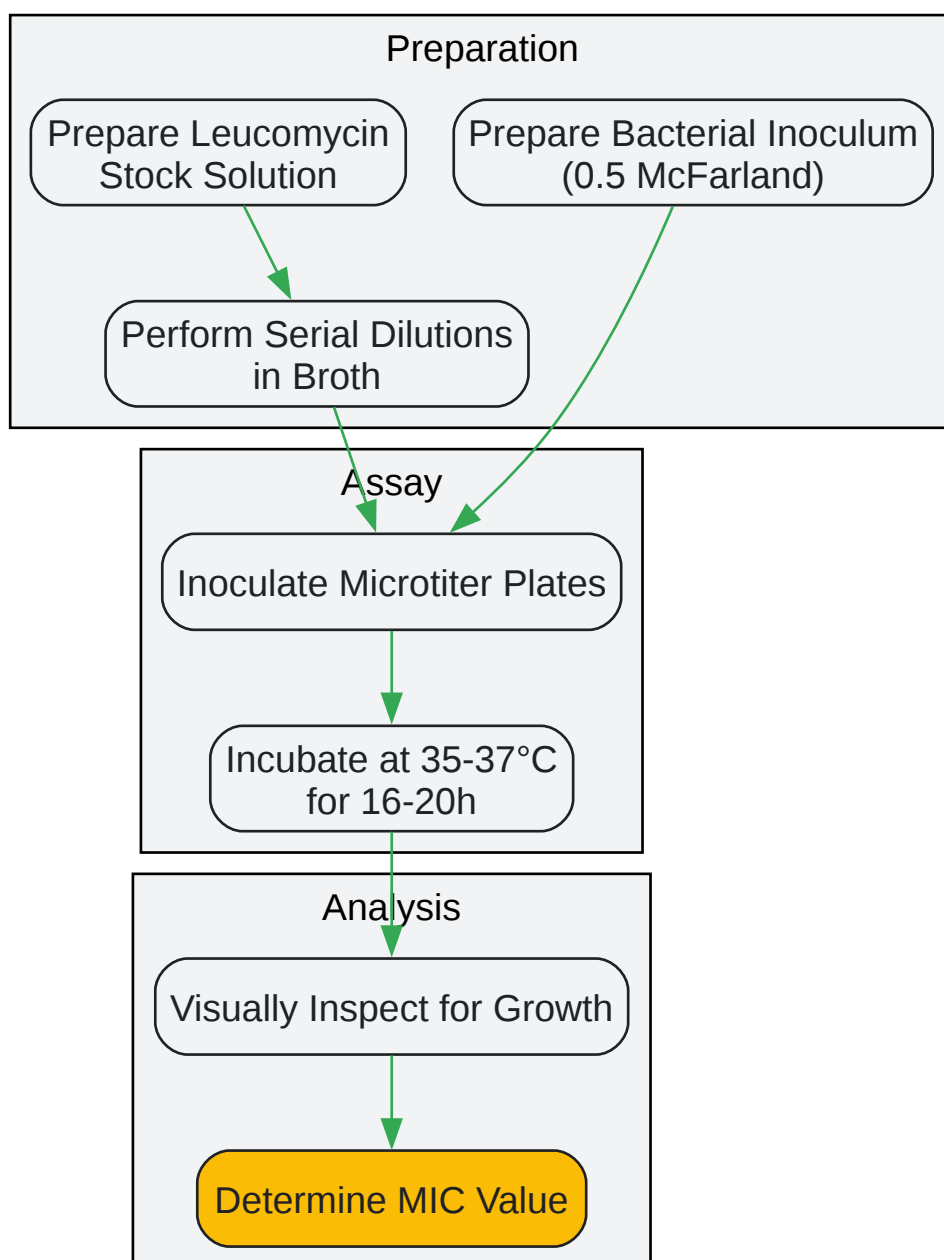 Preparation
Prepare Leucomycin
Stock Solution
Prepare Bacterial Inoculum
(0.5 McFarland)
Perform Serial Dilutions
in Broth
Assay
Inoculate Microtiter Plates
Incubate at 35-37°C
for 16-20h
Analysis
Visually Inspect for Growth
Determine MIC Value